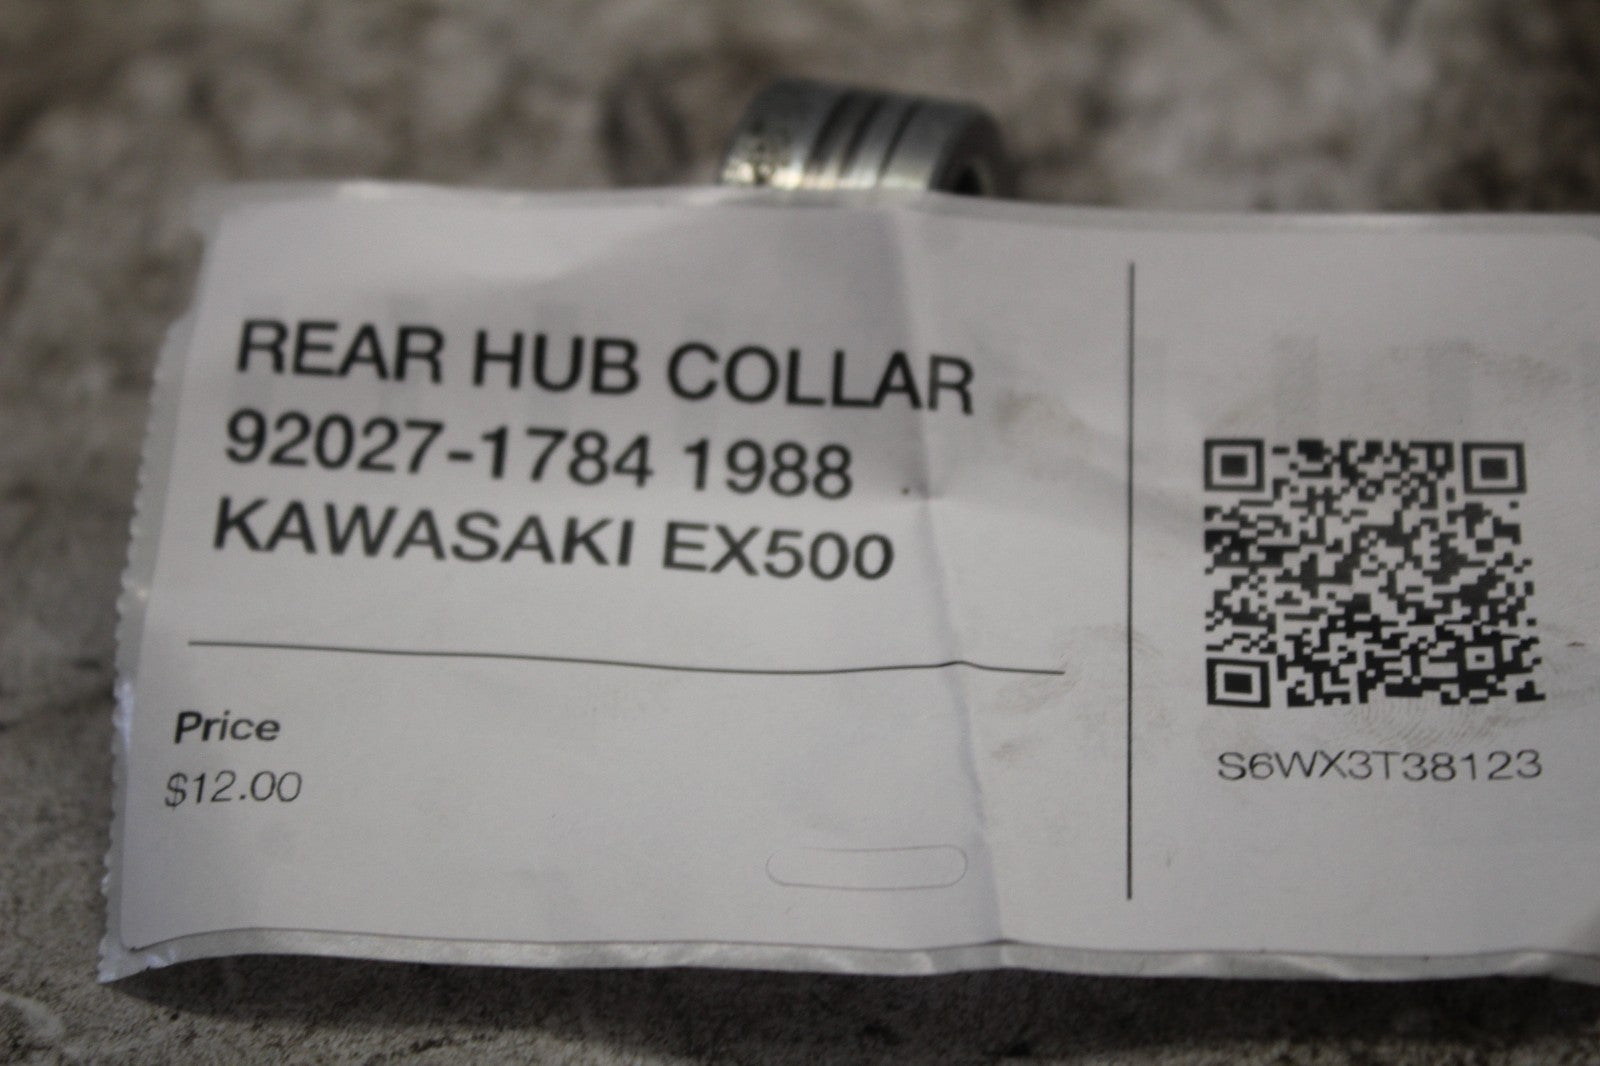 REAR HUB COLLAR
92027-1784 1988
KAWASAKI EX500
Price
$12.00
S6WX3T38123